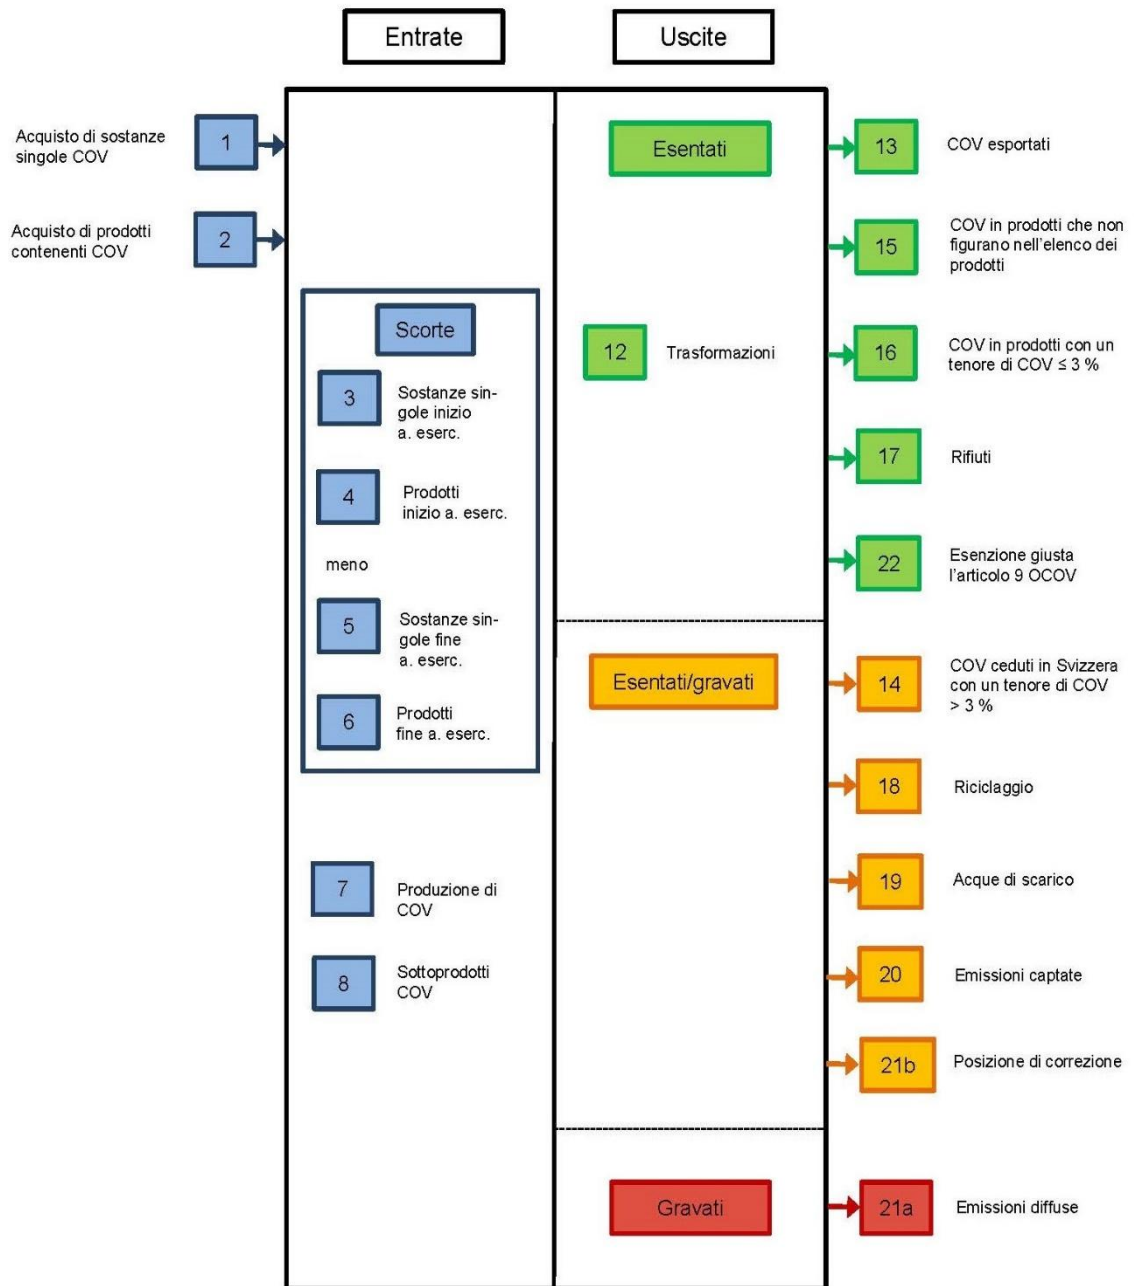 Entrate
Uscite
1
Acquisto di sostanze
singole COV
2
Acquisto di prodotti
contenenti COV
Scorte
3
Sostanze sin-
gole inizio
a. eserc.
4
Prodotti
inizio a. eserc.
meno
5
Sostanze sin-
gole fine
a. eserc.
6
Prodotti
fine a. eserc.
7
Produzione di
COV
8
Sottoprodotti
COV
Esentati
12
Trasformazioni
13
COV esportati
15
COV in prodotti che non
figurano nell'elenco dei
prodotti
16
COV in prodotti con un
tenore di COV ≤ 3 %
17
Rifiuti
22
Esenzione giusta
l'articolo 9 OCOV
Esentati/gravati
14
COV ceduti in Svizzera
con un tenore di COV
> 3 %
18
Riciclaggio
19
Acque di scarico
20
Emissioni captate
21b
Posizione di correzione
Gravati
21a
Emissioni diffuse